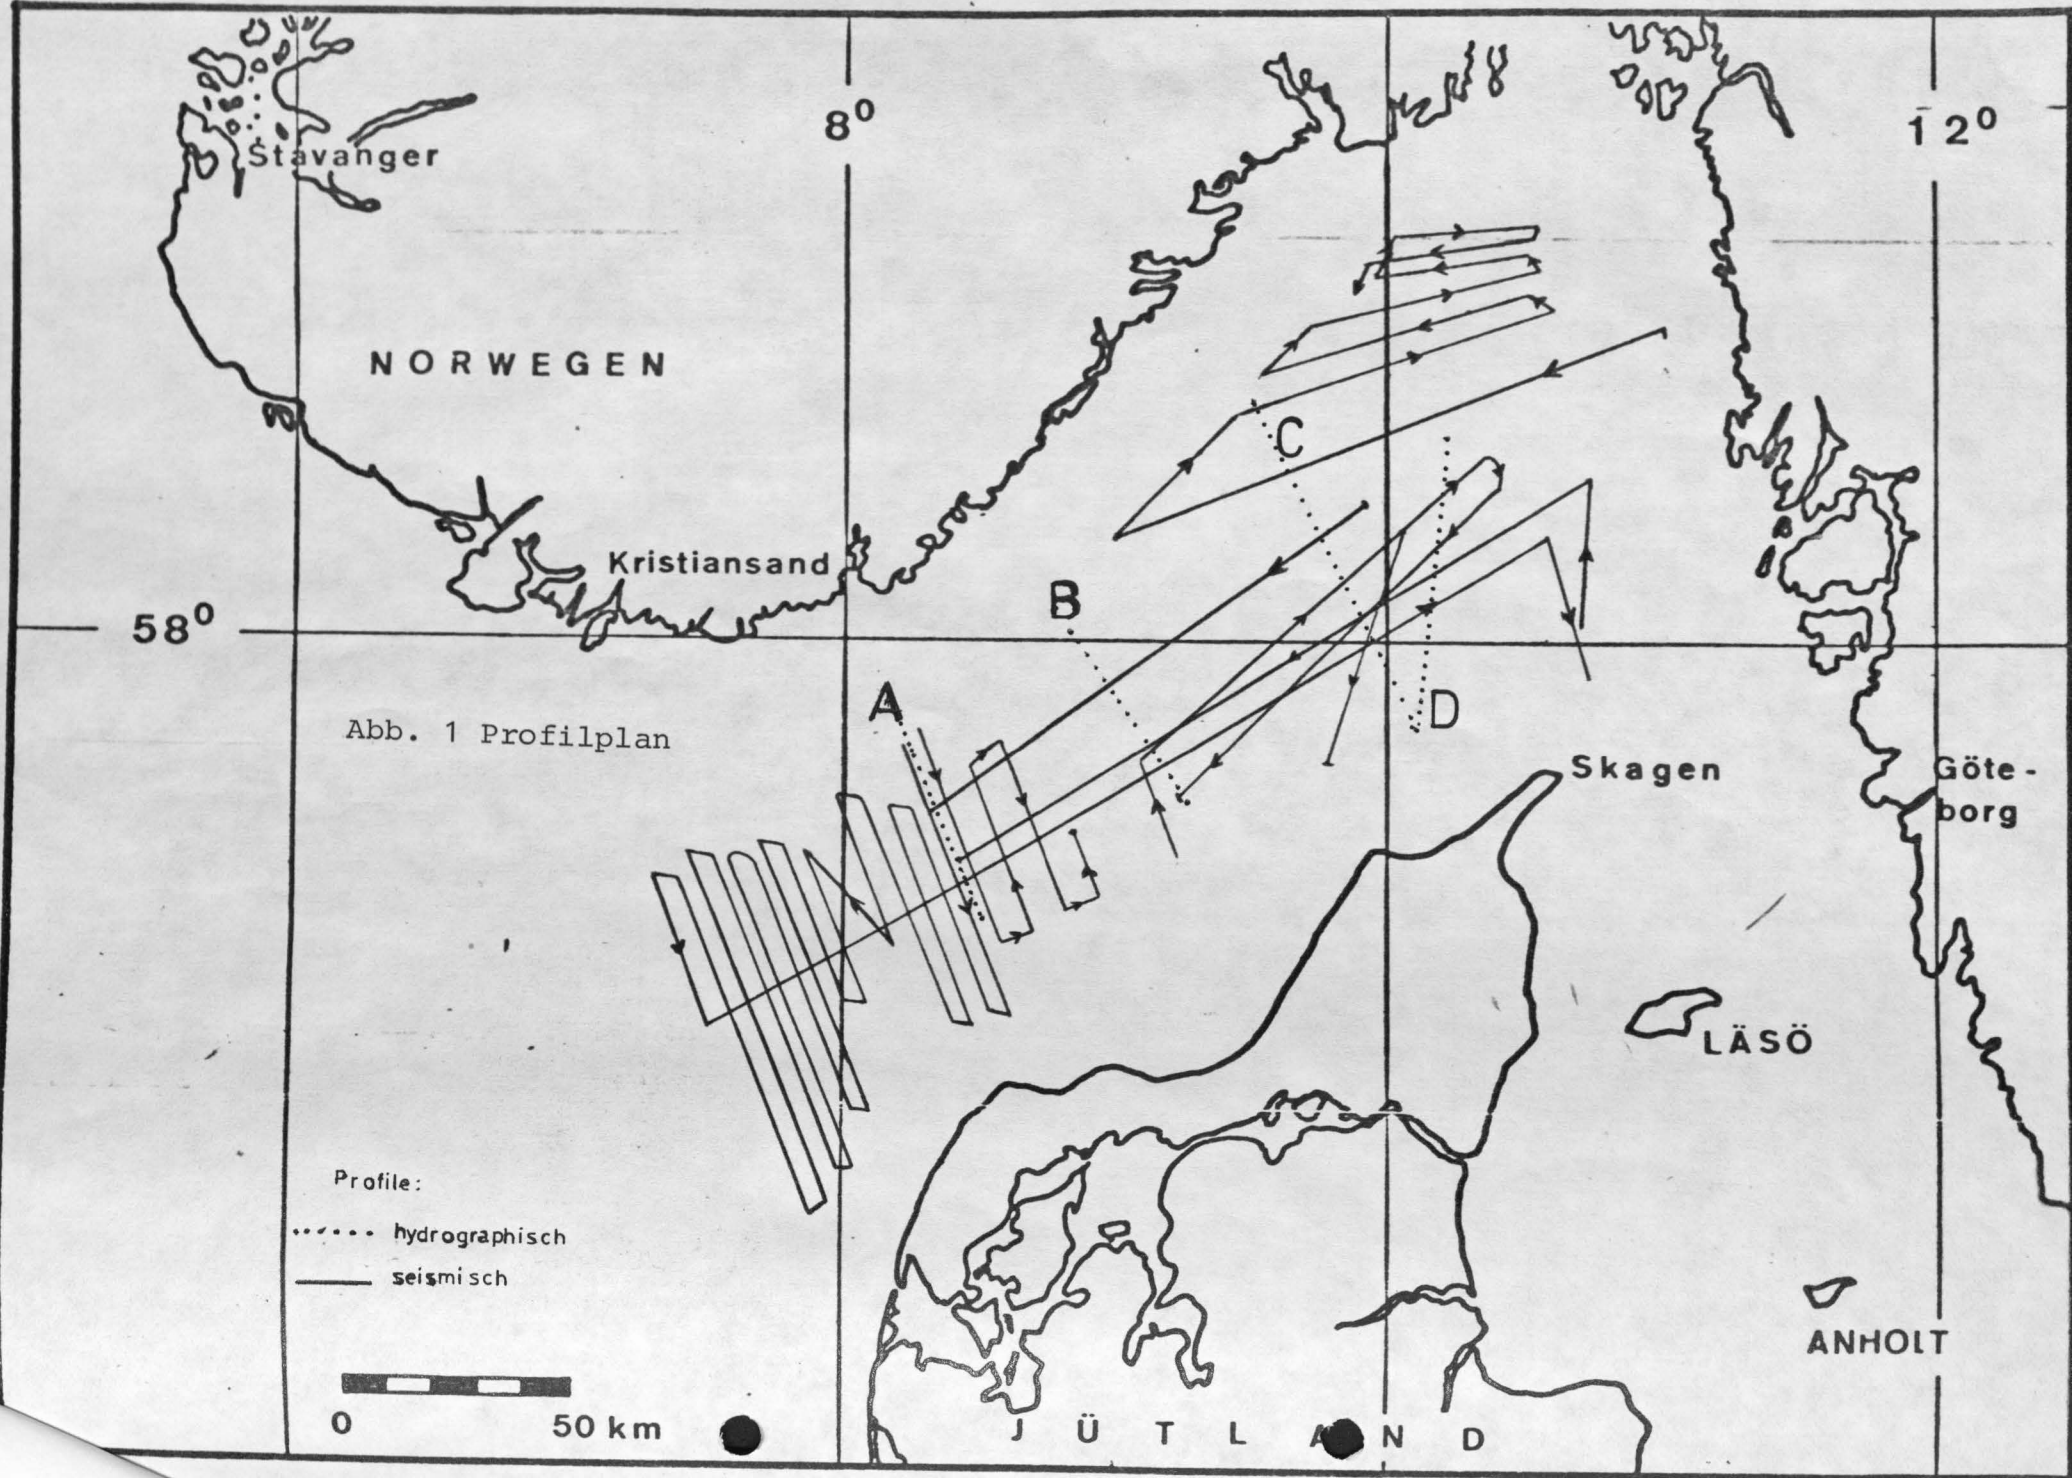 8⁰
12⁰
Stavanger
NORWEGEN
C
Kristiansand
B
58⁰
A
D
Abb. 1 Profilplan
Skagen
Göte-
borg
LÄSÖ
Profile:
hydrographisch
seismisch
ANHOLT
0 50 km
JÜTLAND